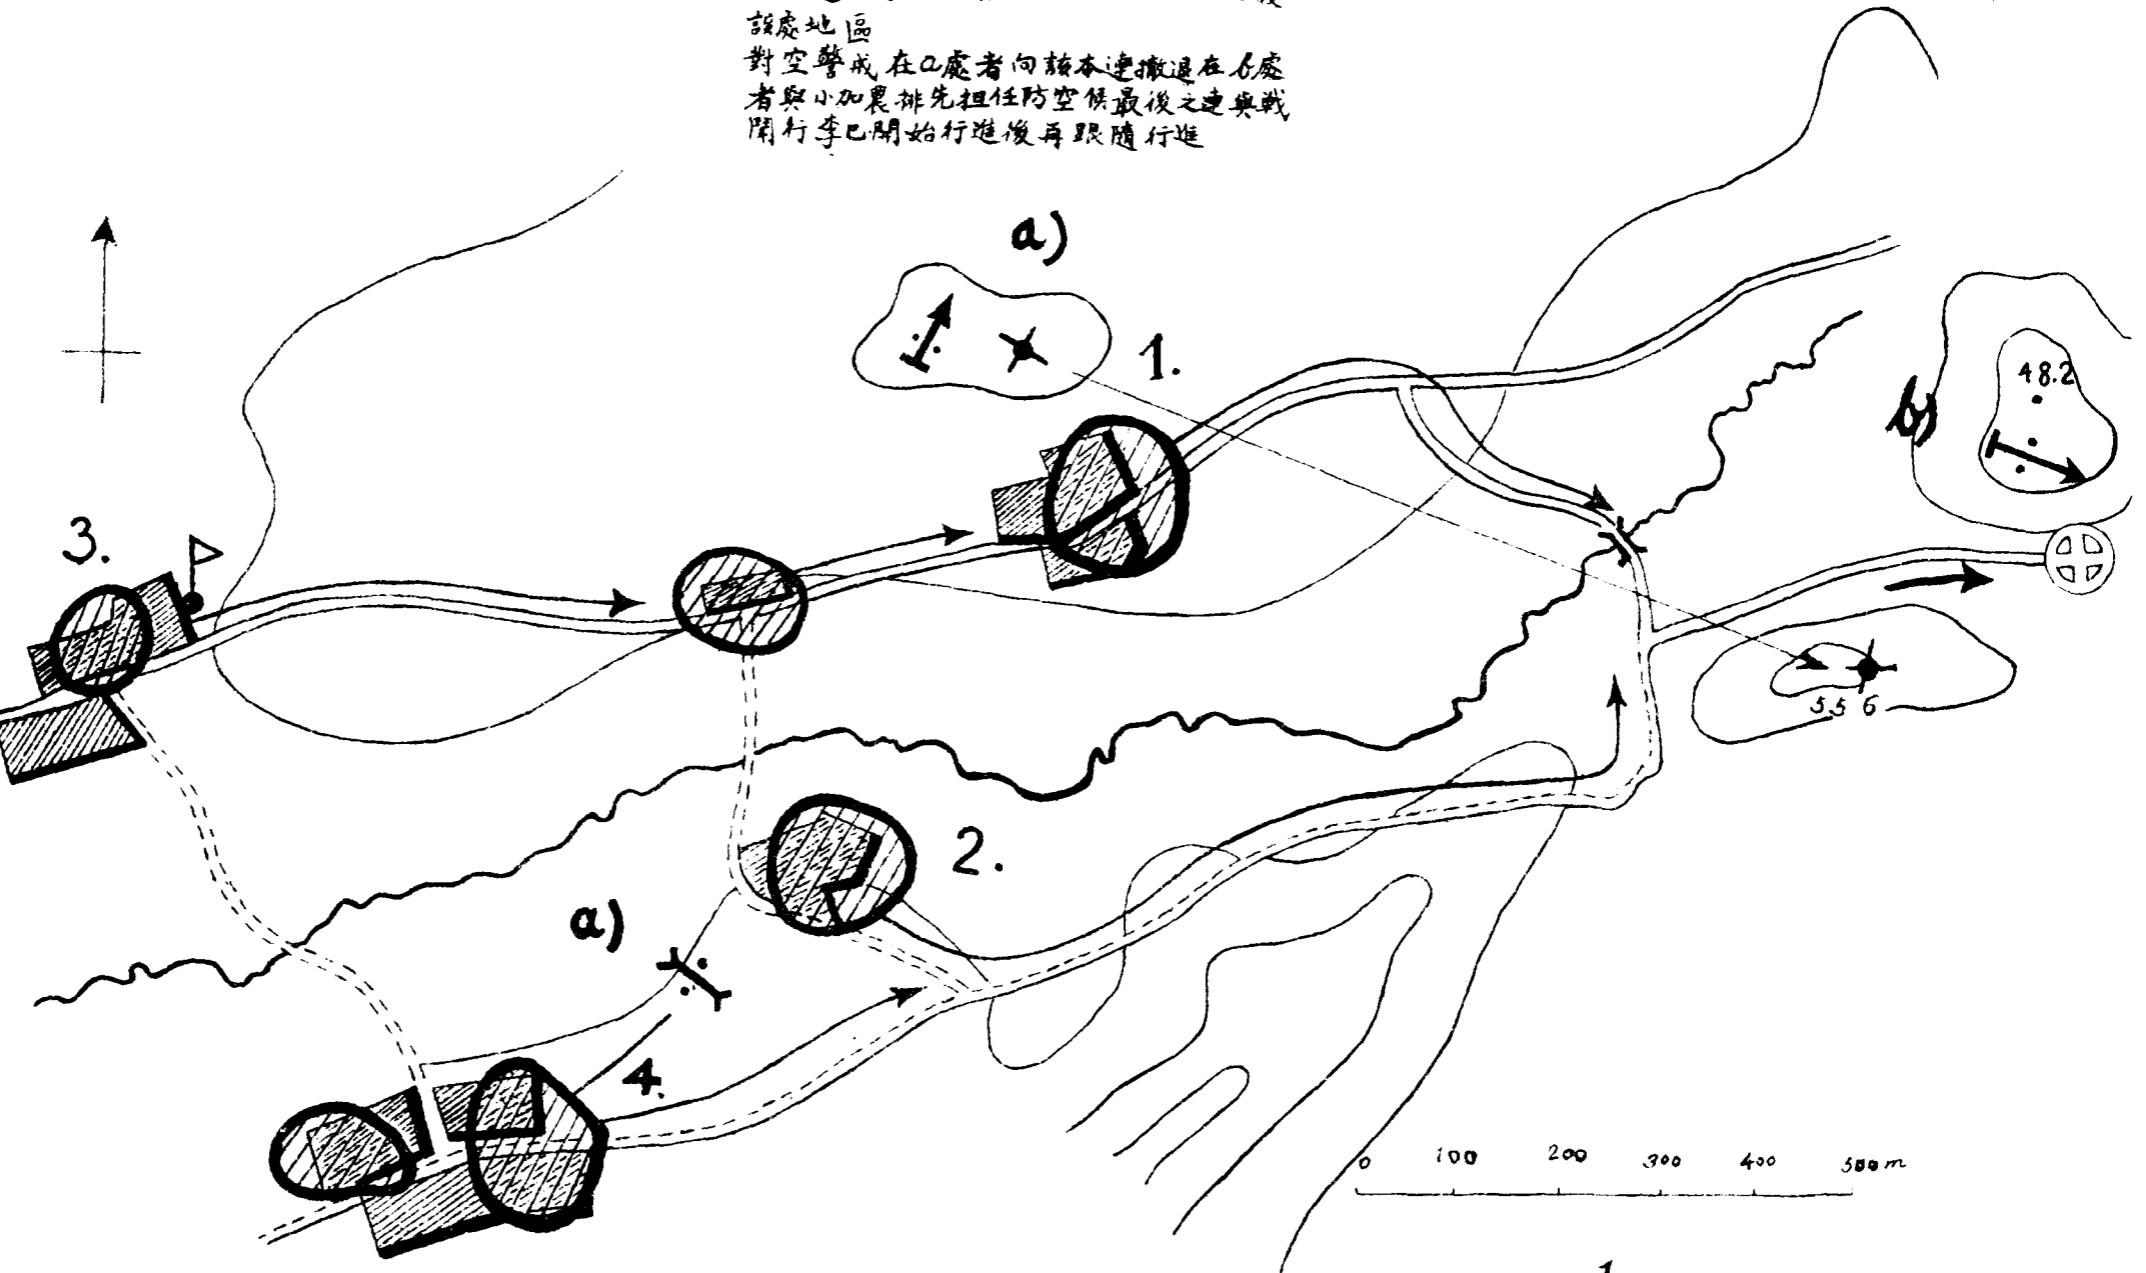 該處地區
對空警戒在a處者向該本連撤退在b處
者與小加農排先担任防空候最後之連與戰
鬪行李已開始行進後再跟隨行進
a)
1.
48.2
b)
3.
55 6
2.
a)
4.
0 100 200 300 400 500 m